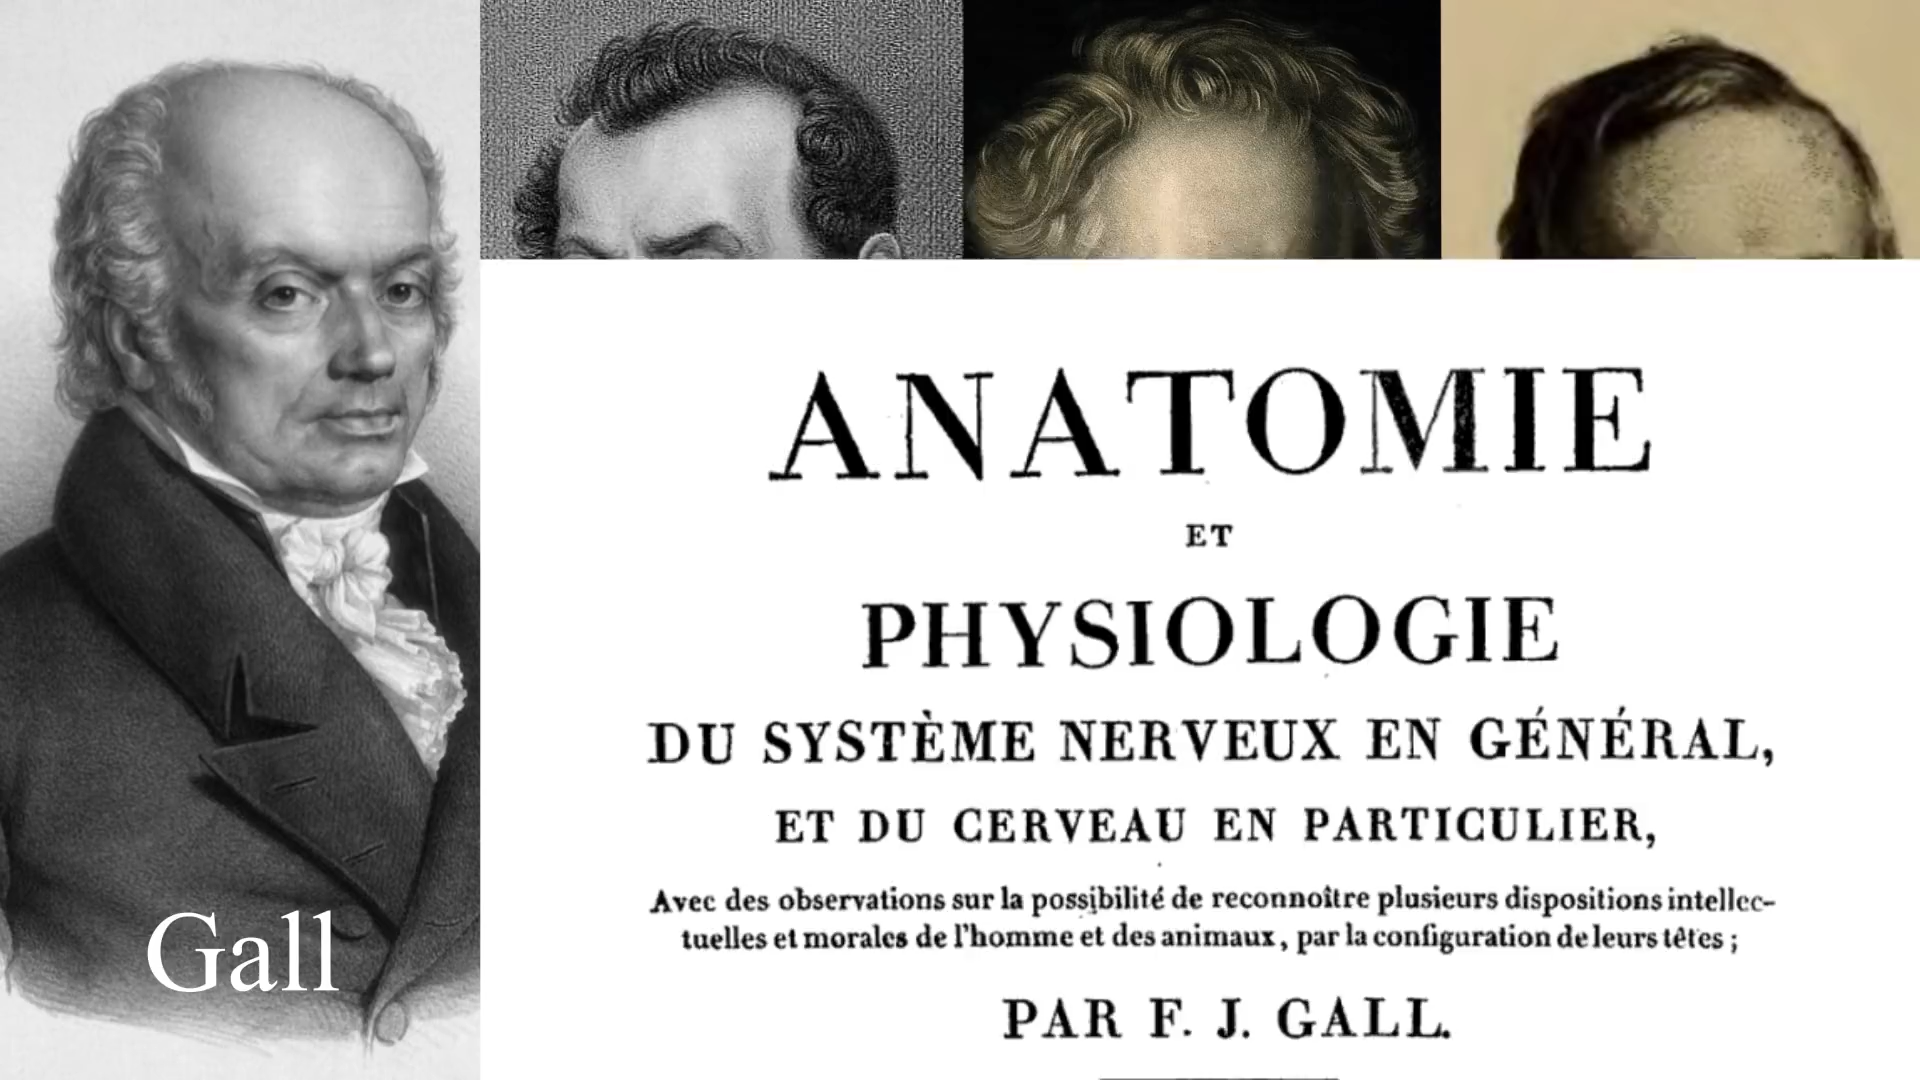 Gall
ANATOMIE
ET
PHYSIOLOGIE
DU SYSTÈME NERVEUX EN GÉNÉRAL,
ET DU CERVEAU EN PARTICULIER,
Avec des observations sur la possibilité de reconnoître plusieurs dispositions intellec-
tuelles et morales de l'homme et des animaux, par la configuration de leurs têtes ;
PAR F. J. GALL.